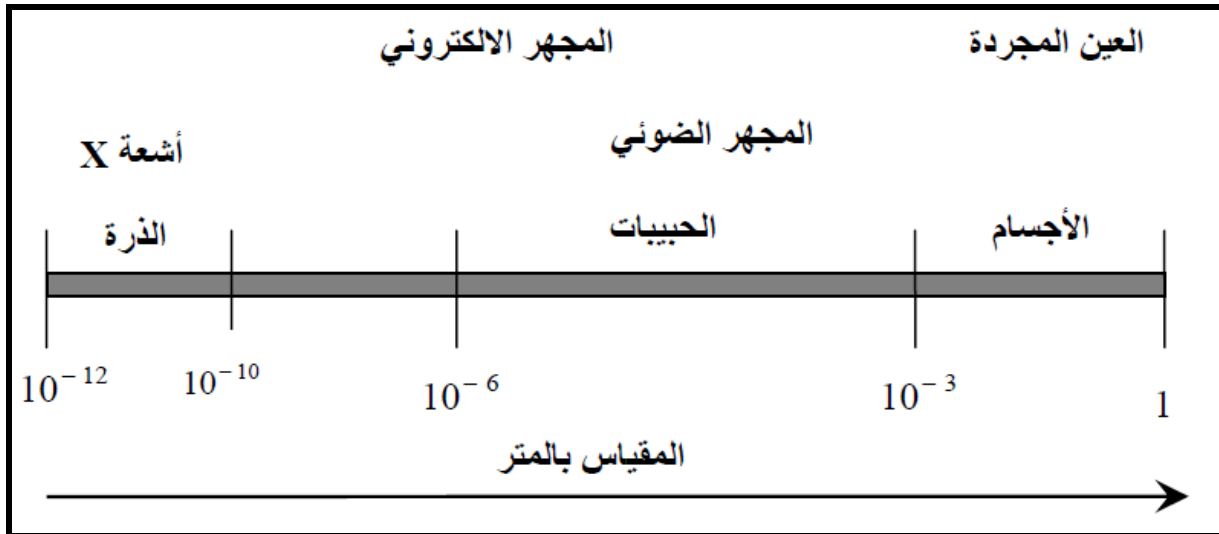 العين المجردة
المجهر الالكتروني
المجهر الضوئي
أشعة X
الأجسام
الحبيبات
الذرة
10⁻¹² 10⁻¹⁰ 10⁻⁶ 10⁻³ 1
المقياس بالمتر